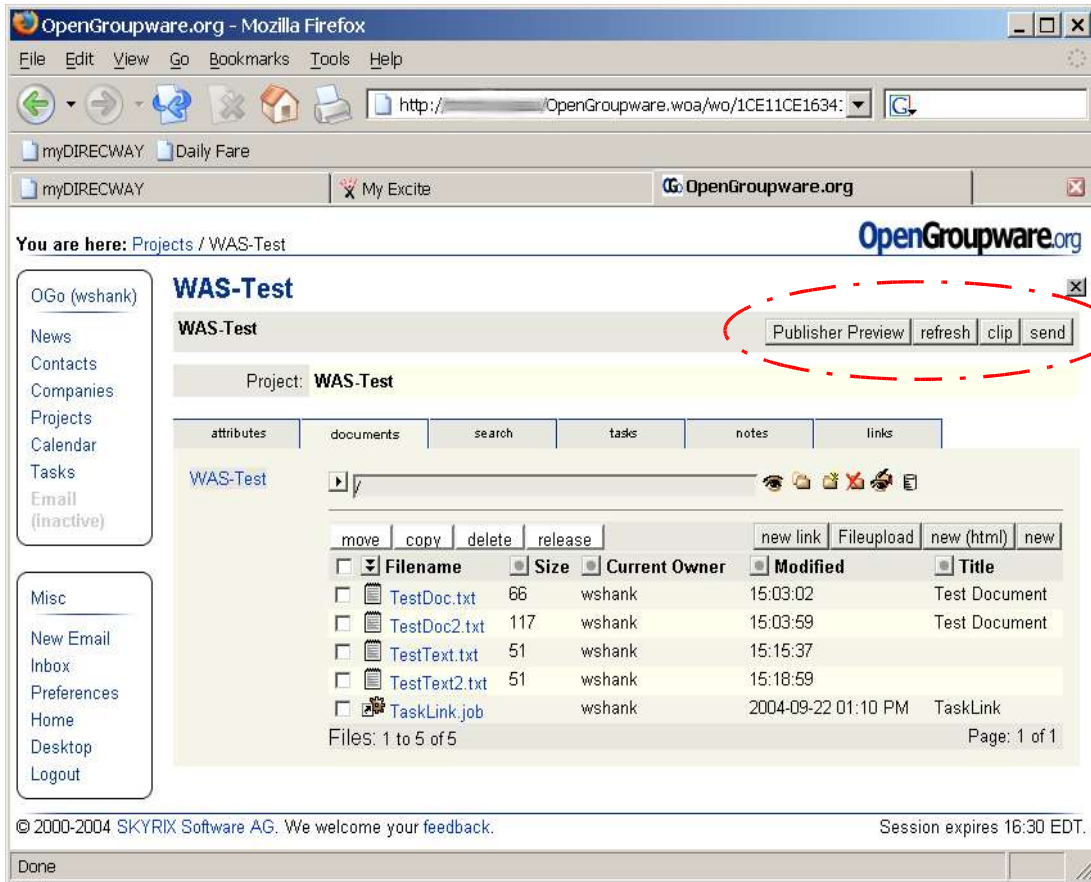 OpenGroupware.org - Mozilla Firefox
File Edit View Go Bookmarks Tools Help
http:// /OpenGroupware.woa/wo/1CE11CE1634: G
myDIRECWAY Daily Fare
myDIRECWAY My Excite OGo OpenGroupware.org
You are here: Projects / WAS-Test OpenGroupware.org
OGo (wshank)
News
Contacts
Companies
Projects
Calendar
Tasks
Email
(inactive)
Misc
New Email
Inbox
Preferences
Home
Desktop
Logout
WAS-Test
WAS-Test Publisher Preview refresh clip send
Project: WAS-Test
attributes documents search tasks notes links
WAS-Test /
move copy delete release new link Fileupload new (html) new
Filename Size Current Owner Modified Title
TestDoc.txt 66 wshank 15:03:02 Test Document
TestDoc2.txt 117 wshank 15:03:59 Test Document
TestText.txt 51 wshank 15:15:37
TestText2.txt 51 wshank 15:18:59
TaskLink.job wshank 2004-09-22 01:10 PM TaskLink
Files: 1 to 5 of 5 Page: 1 of 1
© 2000-2004 SKYRIX Software AG. We welcome your feedback. Session expires 16:30 EDT.
Done